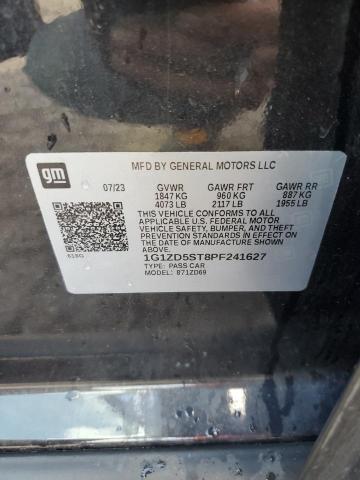 gm
MFD BY GENERAL MOTORS LLC
07/23 GVWR GAWR FRT GAWR RR
1847 KG 960 KG 887 KG
4073 LB 2117 LB 1955 LB
THIS VEHICLE CONFORMS TO ALL
APPLICABLE U.S. FEDERAL MOTOR
VEHICLE SAFETY, BUMPER, AND THEFT
PREVENTION STANDARDS IN EFFECT
ON THE DATE OF MANUFACTURE
SHOWN ABOVE.
618G 1G1ZD5ST8PF241627
TYPE: PASS CAR
MODEL: 871ZD69